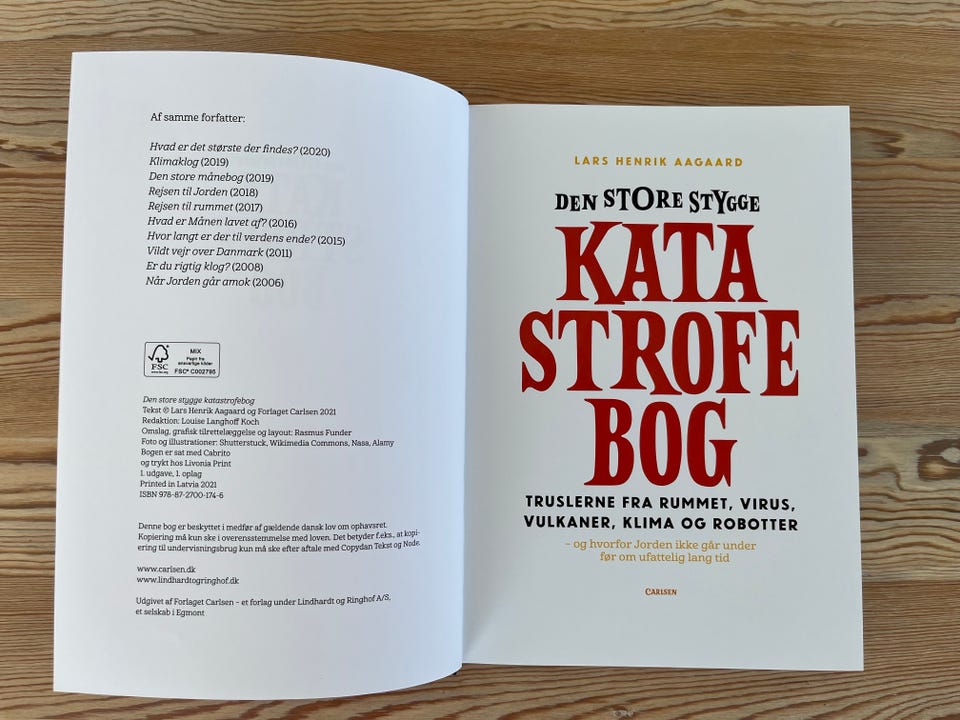 Af samme forfatter:
Hvad er det største der findes? (2020)
Klimaklog (2019)
Den store månebog (2019)
Rejsen til Jorden (2018)
Rejsen til rummet (2017)
Hvad er Månen lavet af? (2016)
Hvor langt er der til verdens ende? (2015)
Vildt vejr over Danmark (2011)
Er du rigtig klog? (2008)
Når Jorden går amok (2006)
FSC
www.fsc.org
MIX
Papir fra
ansvarlige kilder
FSC® C002795
Den store stygge katastrofebog
Tekst © Lars Henrik Aagaard og Forlaget Carlsen 2021
Redaktion: Louise Langhoff Koch
Omslag, grafisk tilrettelæggelse og layout: Rasmus Funder
Foto og illustrationer: Shutterstuck, Wikimedia Commons, Nasa, Alamy
Bogen er sat med Cabrito
og trykt hos Livonia Print
1. udgave, 1. oplag
Printed in Latvia 2021
ISBN 978-87-2700-174-6
Denne bog er beskyttet i medfør af gældende dansk lov om ophavsret.
Kopiering må kun ske i overensstemmelse med loven. Det betyder f.eks., at kopi-
ering til undervisningsbrug kun må ske efter aftale med Copydan Tekst og Node.
www.carlsen.dk
www.lindhardtogringhof.dk
Udgivet af Forlaget Carlsen – et forlag under Lindhardt og Ringhof A/S,
et selskab i Egmont
LARS HENRIK AAGAARD
DEN STORE STYGGE
KATA
STROFE
BOG
TRUSLERNE FRA RUMMET, VIRUS,
VULKANER, KLIMA OG ROBOTTER
– og hvorfor Jorden ikke går under
før om ufattelig lang tid
CARLSEN